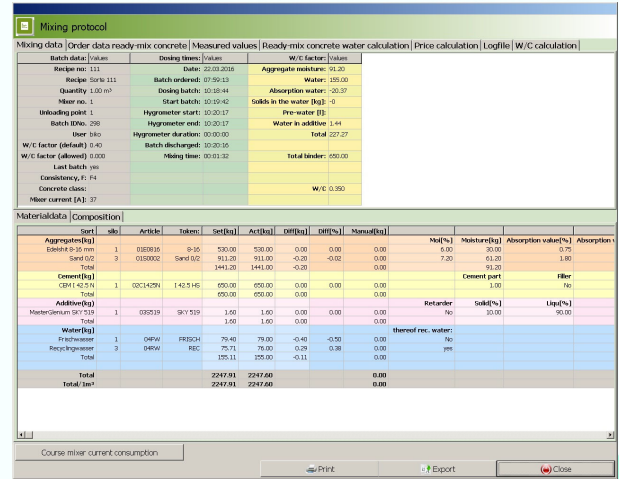 Mixing protocol
Mixing data Order data ready-mix concrete Measured values Ready-mix concrete water calculation Price calculation Logfile W/C calculation
Batch data: Values Dosing times: Values W/C factor: Values
Recipe no: 111 Date: 22.03.2016 Aggregate moisture: 91.20
Recipe Sorte 111 Batch ordered: 07:59:13 Water: 155.00
Quantity 1.00 m³ Dosing batch: 10:18:44 Absorption water: -20.37
Mixer no. 1 Start batch: 10:19:42 Solids in the water [kg]: -0
Unloading point 1 Hygrometer start: 10:20:17 Pre-water [l]:
Batch IDNo. 298 Hygrometer end: 10:20:17 Water in additive 1.44
User biko Hygrometer duration: 00:00:00 Total 227.27
W/C factor (default) 0.40 Batch discharged: 10:20:16
W/C factor (allowed) 0.000 Mixing time: 00:01:32 Total binder: 650.00
Last batch yes
Consistency, F: F4
Concrete class: W/C 0.350
Mixer current [A]: 37
Materialdata Composition
Sort silo Article Token: Set[kg] Act[kg] Diff[kg] Diff[%] Manual[kg]
Aggregates[kg] Moi[%] Moisture[kg] Absorption value[%] Absorption v
Edelshit 8-16 mm 1 01E0816 8-16 530.00 530.00 0.00 0.00 0.00 6.00 30.00 0.75
Sand 0/2 3 01S0002 Sand 0/2 911.20 911.00 -0.20 -0.02 0.00 7.20 61.20 1.80
Total 1441.20 1441.00 -0.20 0.00 91.20
Cement[kg] Cement part Filler
CEM I 42.5 N 1 02C1425N I 42.5 HS 650.00 650.00 0.00 0.00 0.00 1.00 No
Total 650.00 650.00 0.00 0.00
Additive[kg] Retarder Solid[%] Liqu[%]
MasterGlenium SKY 519 1 03S519 SKY 519 1.60 1.60 0.00 0.00 0.00 No 10.00 90.00
Total 1.60 1.60 0.00 0.00
Water[kg] thereof rec. water:
Frischwasser 1 04FW FRISCH 79.40 79.00 -0.40 -0.50 0.00 No
Recyclingwasser 3 04RW REC 75.71 76.00 0.29 0.38 0.00 yes
Total 155.11 155.00 -0.11 0.00
Total 2247.91 2247.60 0.00
Total/1m³ 2247.91 2247.60 0.00
Course mixer current consumption
Print Export Close